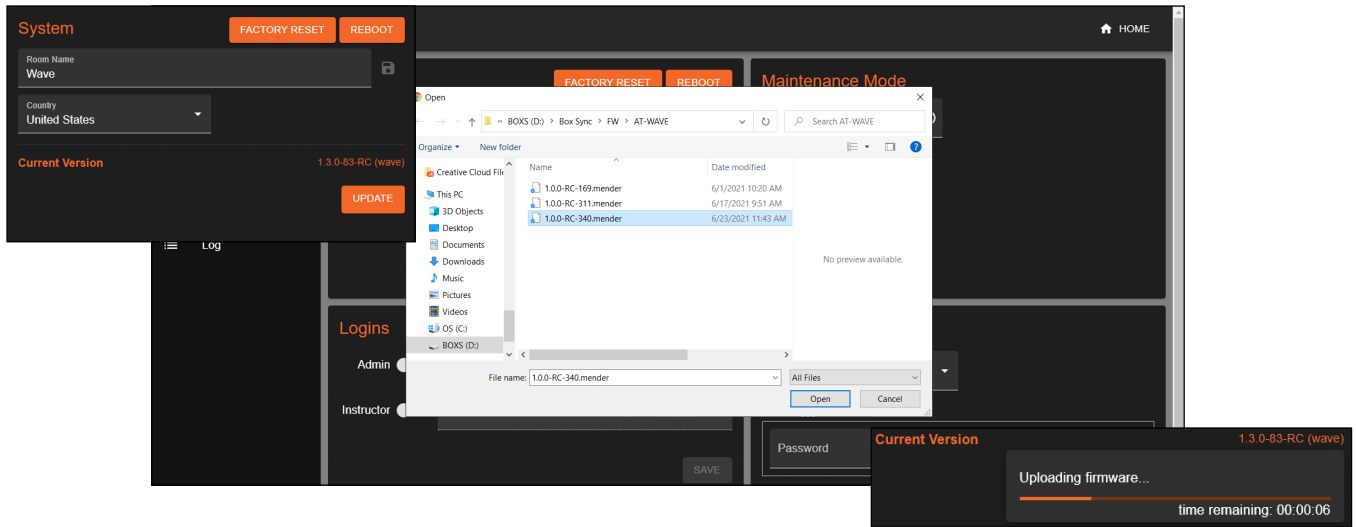 System
FACTORY RESET
REBOOT
Room Name
Wave
Country
United States
Current Version
1.3.0-83-RC (wave)
UPDATE
HOME
FACTORY RESET
REBOOT
Maintenance Mode
Log
Open
« BOXS (D:) > Box Sync > FW > AT-WAVE
Search AT-WAVE
Organize
New folder
Name
Date modified
Creative Cloud File
This PC
3D Objects
Desktop
Documents
Downloads
Music
Pictures
Videos
OS (C:)
BOXS (D:)
1.0.0-RC-169.mender
6/1/2021 10:20 AM
1.0.0-RC-311.mender
6/17/2021 9:51 AM
1.0.0-RC-340.mender
6/23/2021 11:43 AM
No preview available.
File name:
1.0.0-RC-340.mender
All Files
Open
Cancel
Logins
Admin
Instructor
SAVE
Password
Current Version
1.3.0-83-RC (wave)
Uploading firmware...
time remaining: 00:00:06